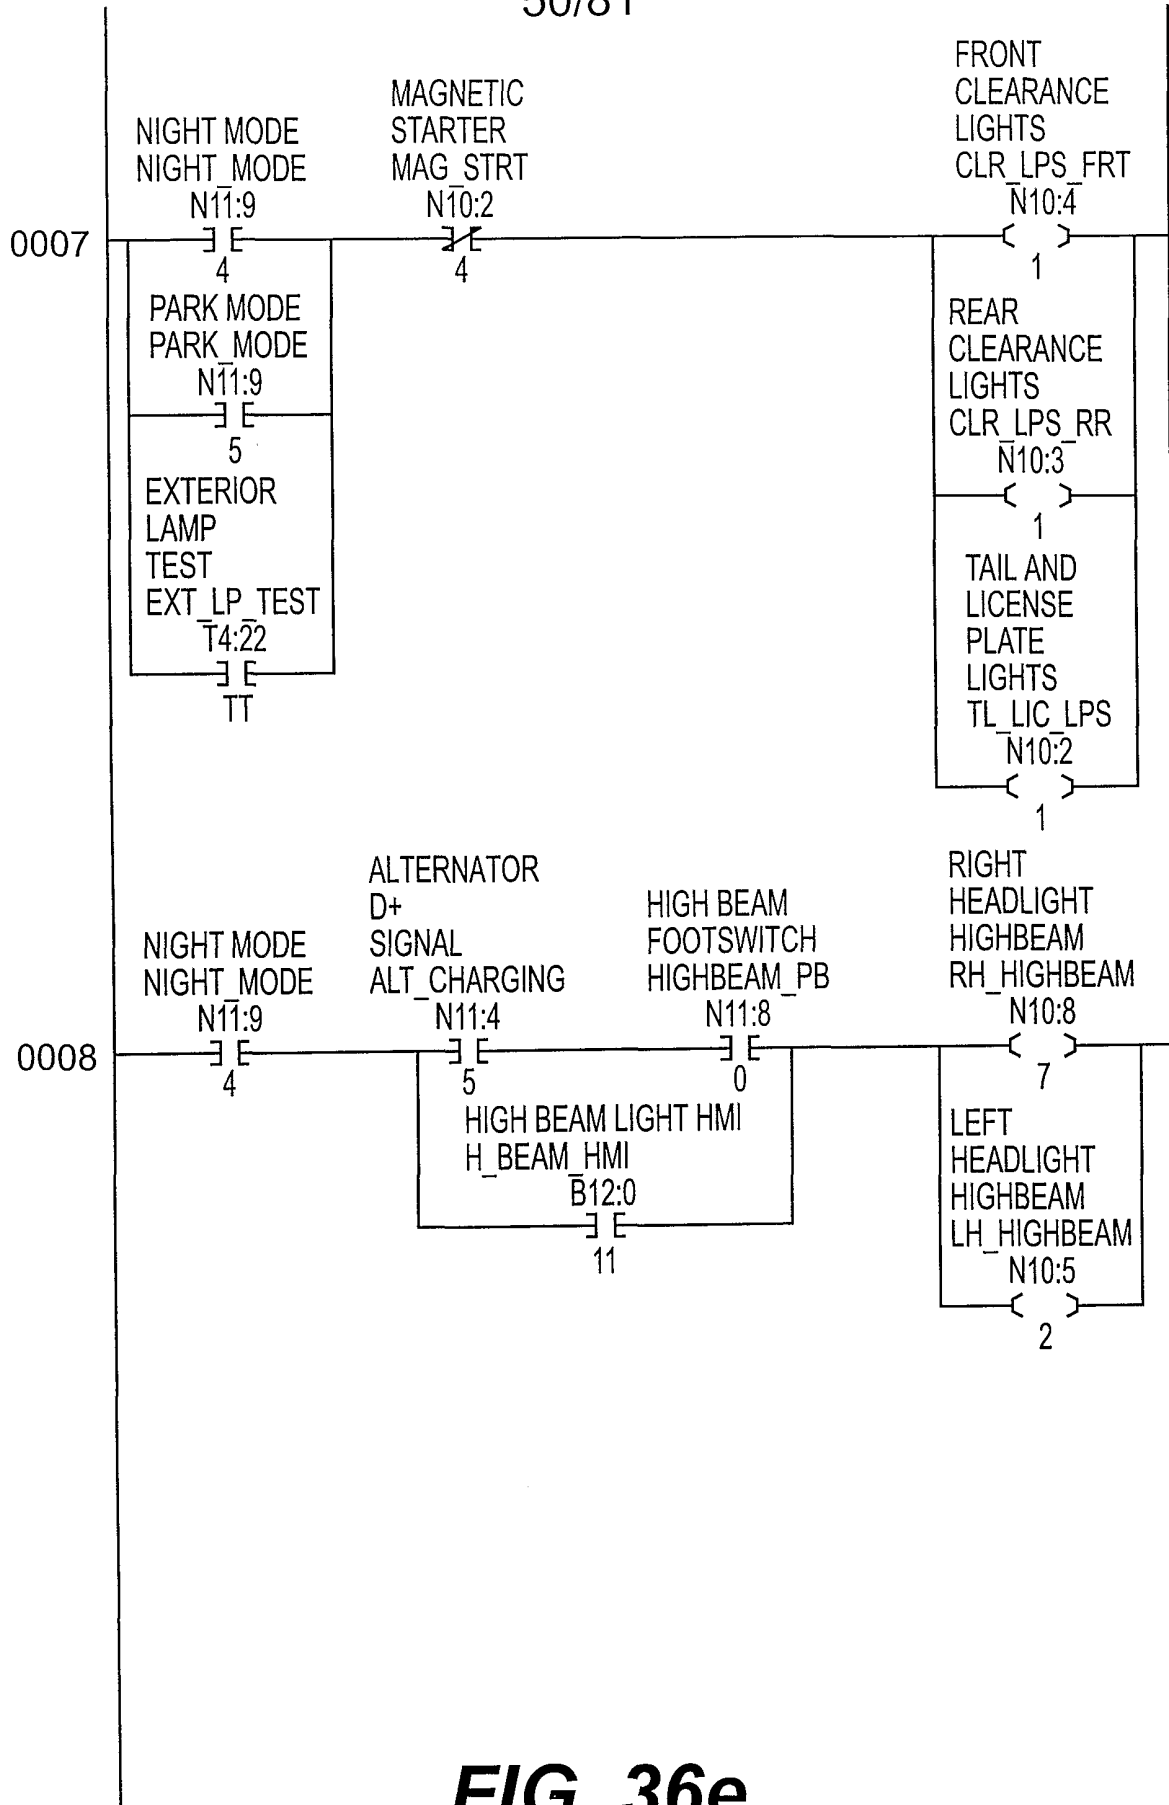 50/81
NIGHT MODE
NIGHT_MODE
N11:9
4
MAGNETIC
STARTER
MAG_STRT
N10:2
4
FRONT
CLEARANCE
LIGHTS
CLR_LPS_FRT
N10:4
1
0007
PARK MODE
PARK_MODE
N11:9
5
EXTERIOR
LAMP
TEST
EXT_LP_TEST
T4:22
TT
REAR
CLEARANCE
LIGHTS
CLR_LPS_RR
N10:3
1
TAIL AND
LICENSE
PLATE
LIGHTS
TL_LIC_LPS
N10:2
1
0008
NIGHT MODE
NIGHT_MODE
N11:9
4
ALTERNATOR
D+
SIGNAL
ALT_CHARGING
N11:4
5
HIGH BEAM
FOOTSWITCH
HIGHBEAM_PB
N11:8
0
HIGH BEAM LIGHT HMI
H_BEAM_HMI
B12:0
11
RIGHT
HEADLIGHT
HIGHBEAM
RH_HIGHBEAM
N10:8
7
LEFT
HEADLIGHT
HIGHBEAM
LH_HIGHBEAM
N10:5
2
FIG. 36e